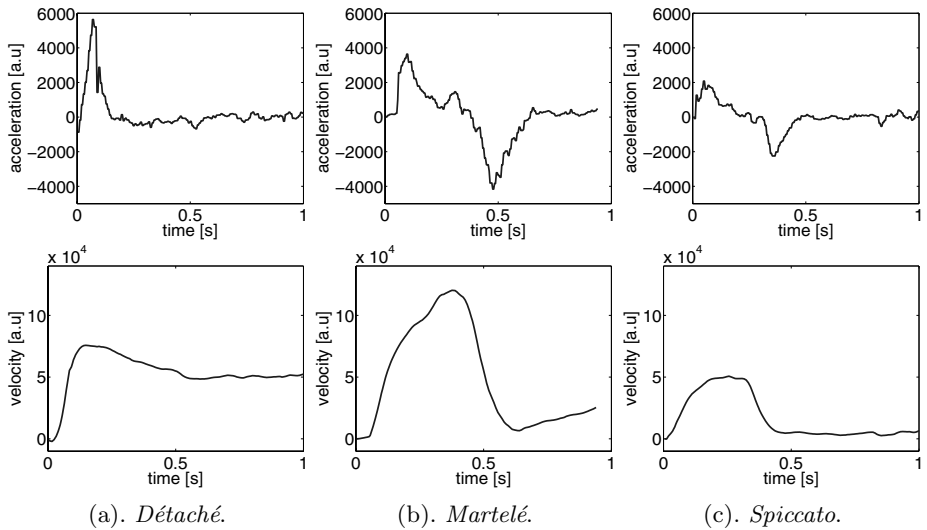 acceleration [a.u]
6000
4000
2000
0
−2000
−4000
0
0.5
1
time [s]
acceleration [a.u]
6000
4000
2000
0
−2000
−4000
0
0.5
1
time [s]
acceleration [a.u]
6000
4000
2000
0
−2000
−4000
0
0.5
1
time [s]
x 10^4
velocity [a.u]
10
5
0
0
0.5
1
time [s]
x 10^4
velocity [a.u]
10
5
0
0
0.5
1
time [s]
x 10^4
velocity [a.u]
10
5
0
0
0.5
1
time [s]
(a). Détaché.
(b). Martelé.
(c). Spiccato.